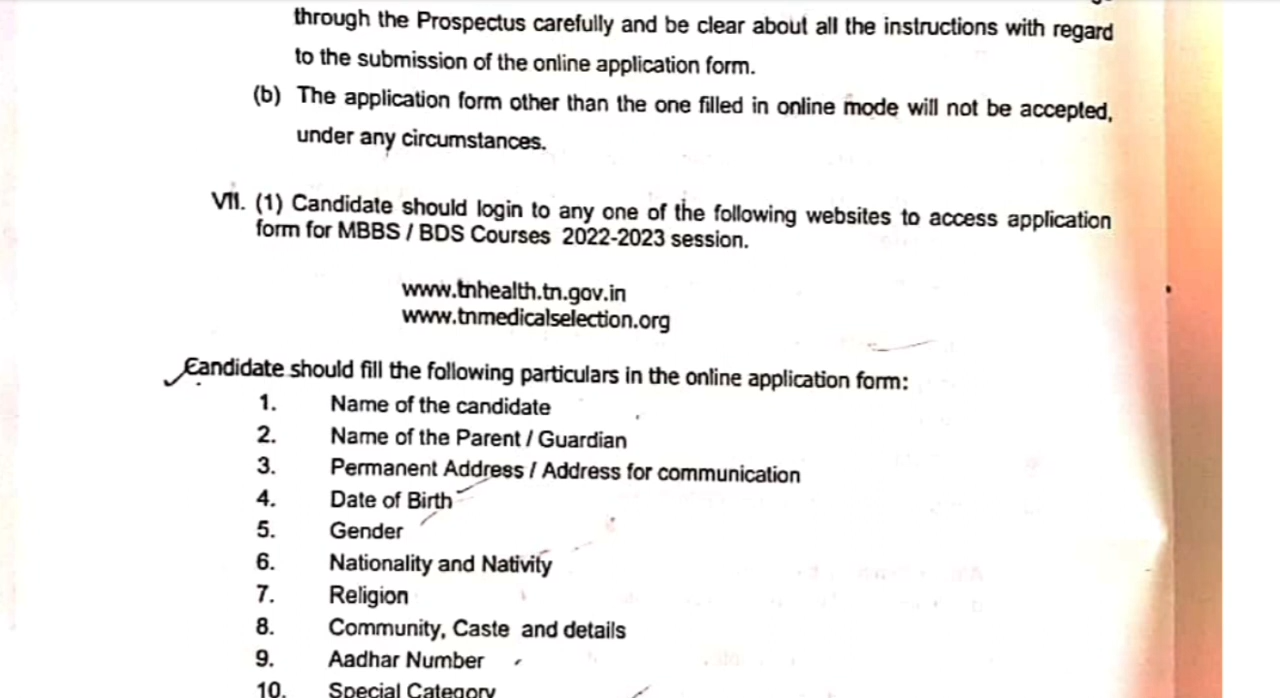 through the Prospectus carefully and be clear about all the instructions with regard
to the submission of the online application form.
(b) The application form other than the one filled in online mode will not be accepted,
under any circumstances.
VII. (1) Candidate should login to any one of the following websites to access application
form for MBBS / BDS Courses 2022-2023 session.
www.tnhealth.tn.gov.in
www.tnmedicalselection.org
Candidate should fill the following particulars in the online application form:
1. Name of the candidate
2. Name of the Parent / Guardian
3. Permanent Address / Address for communication
4. Date of Birth
5. Gender
6. Nationality and Nativity
7. Religion
8. Community, Caste and details
9. Aadhar Number
10. Special Category